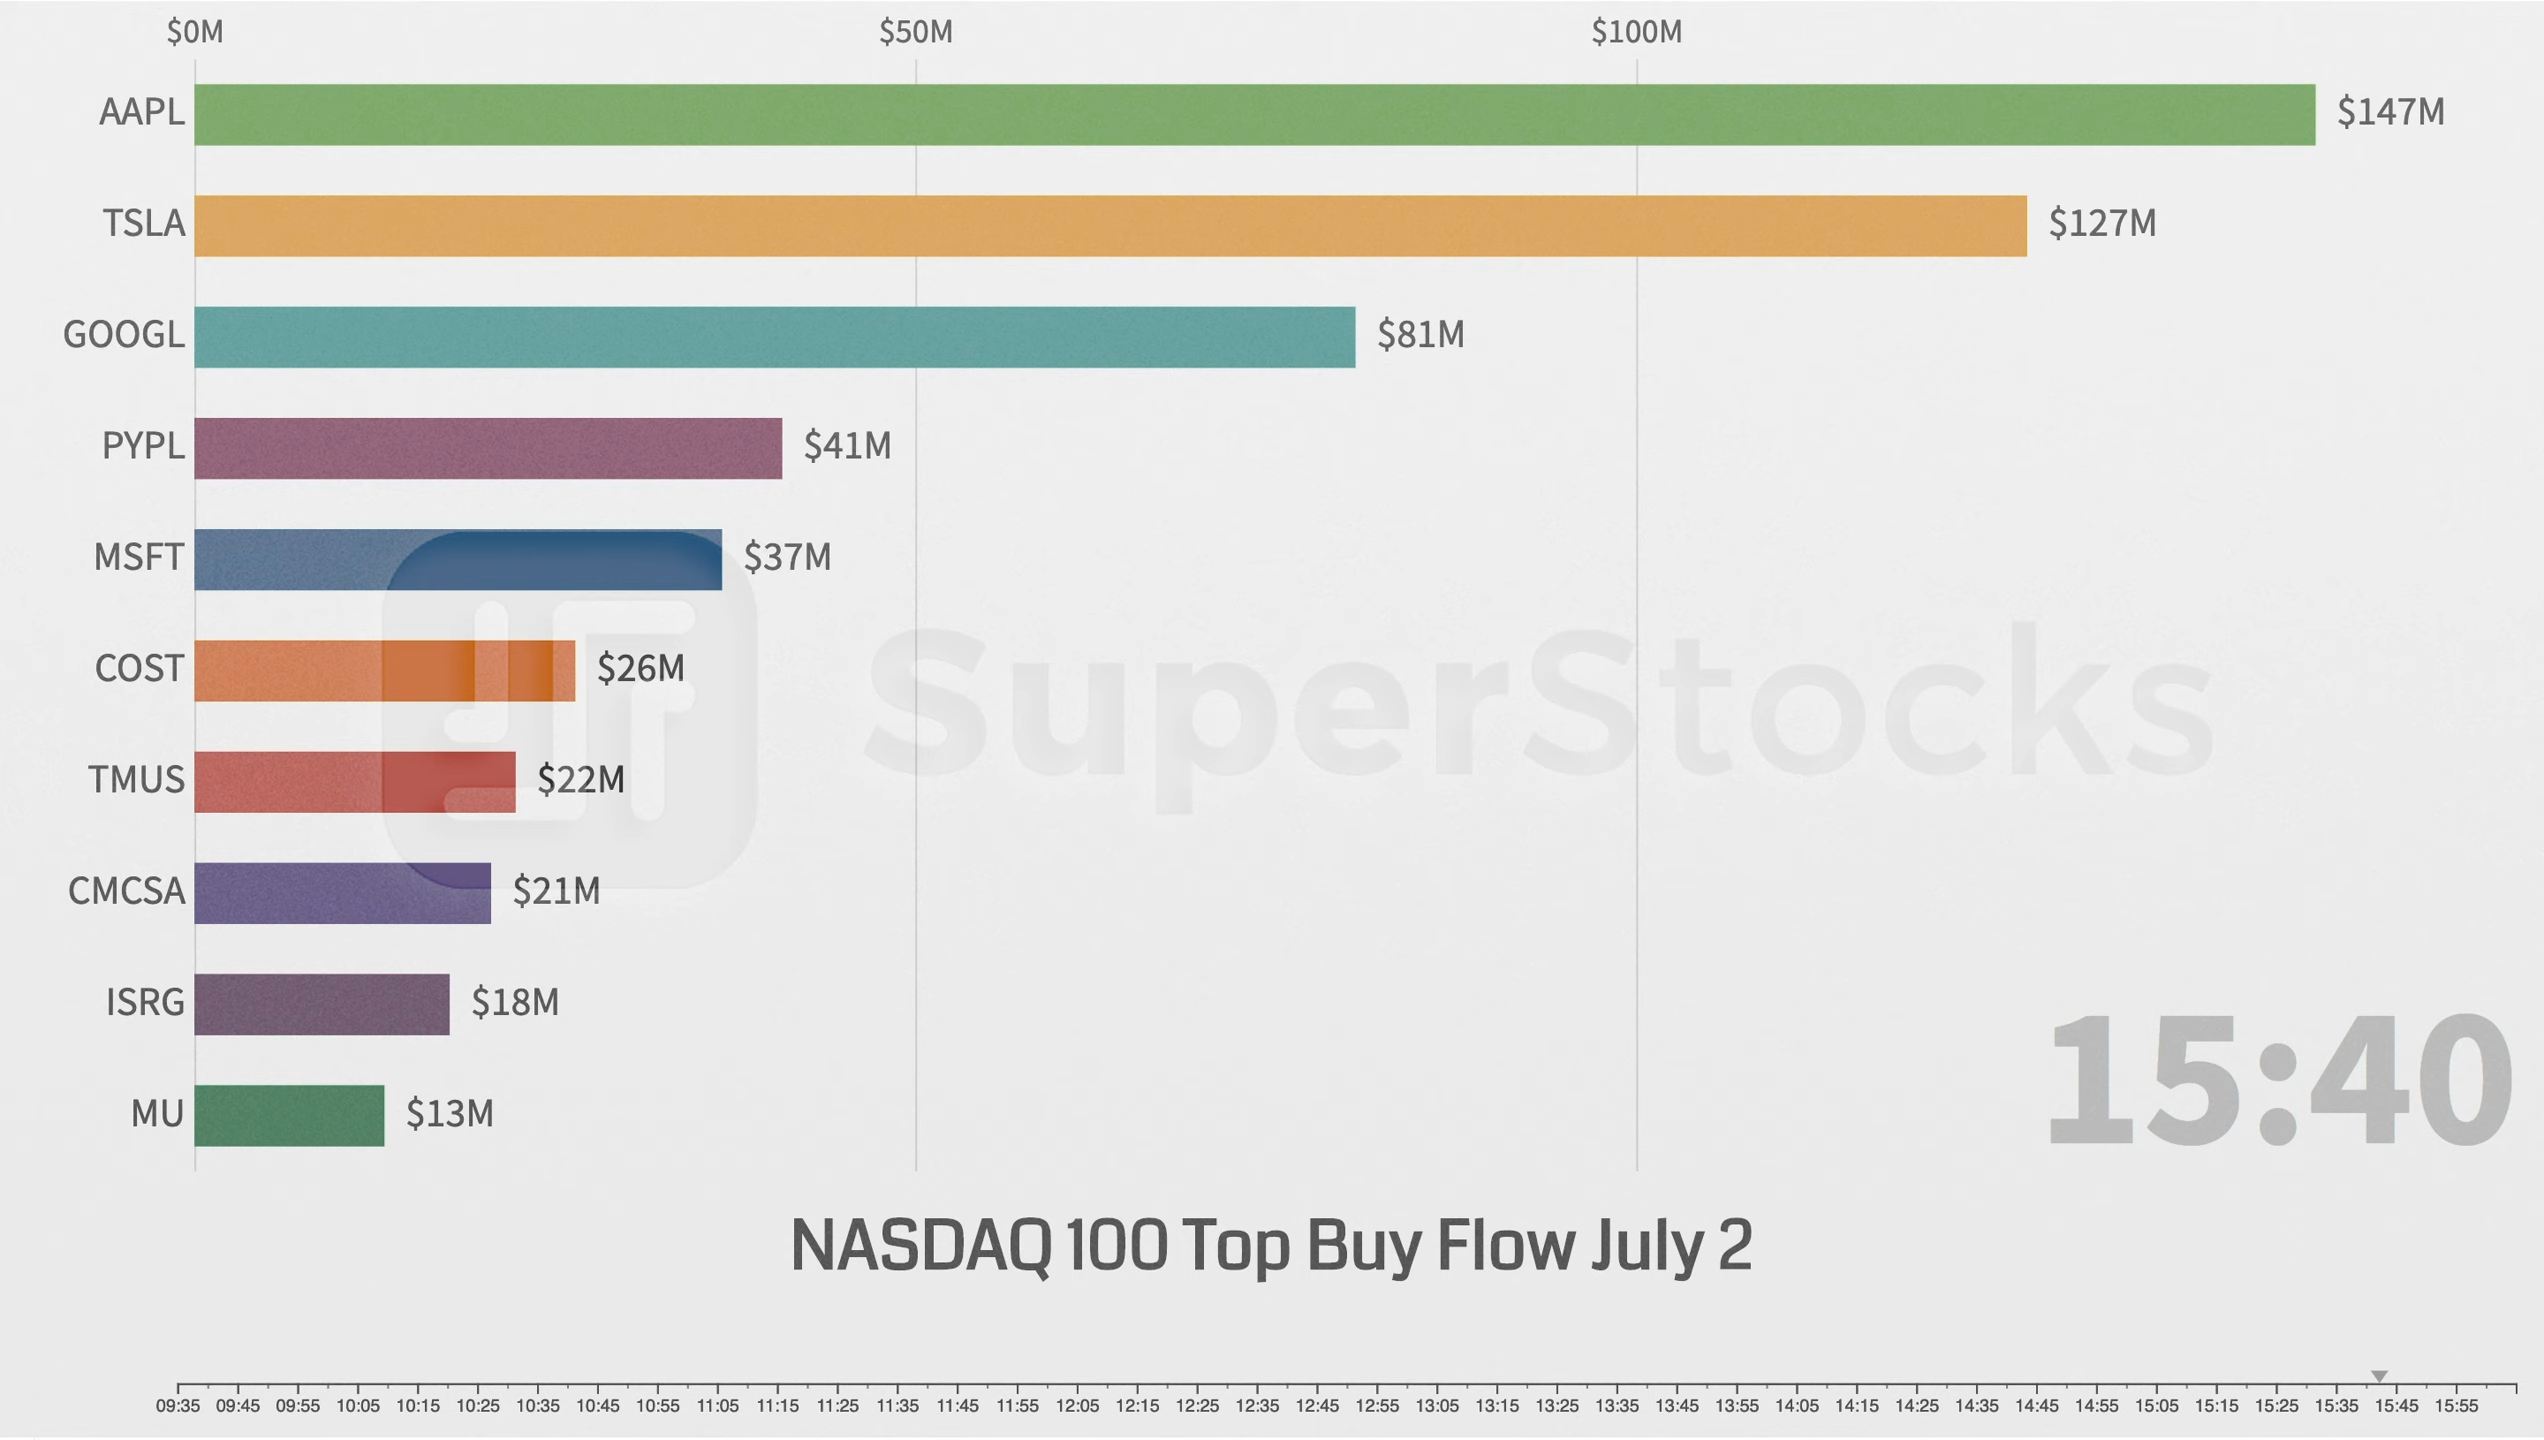 $0M $50M $100M
AAPL $147M
TSLA $127M
GOOGL $81M
PYPL $41M
MSFT $37M
COST $26M
TMUS $22M
CMCSA $21M
ISRG $18M
MU $13M
SuperStocks
15:40
NASDAQ 100 Top Buy Flow July 2
09:35 09:45 09:55 10:05 10:15 10:25 10:35 10:45 10:55 11:05 11:15 11:25 11:35 11:45 11:55 12:05 12:15 12:25 12:35 12:45 12:55 13:05 13:15 13:25 13:35 13:45 13:55 14:05 14:15 14:25 14:35 14:45 14:55 15:05 15:15 15:25 15:35 15:45 15:55